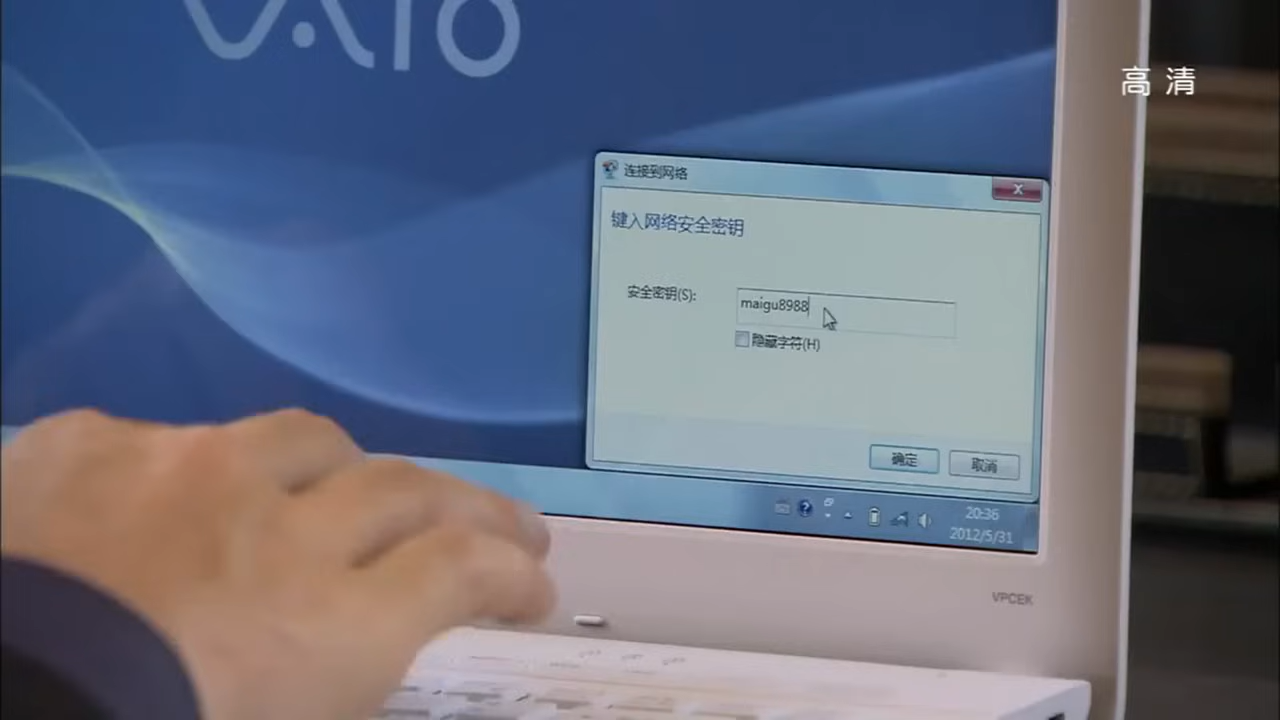 VAIO
高清
连接到网络
键入网络安全密钥
安全密钥(S):
maigu8988
隐藏字符(H)
确定
取消
20:36
2012/5/31
VPCEK